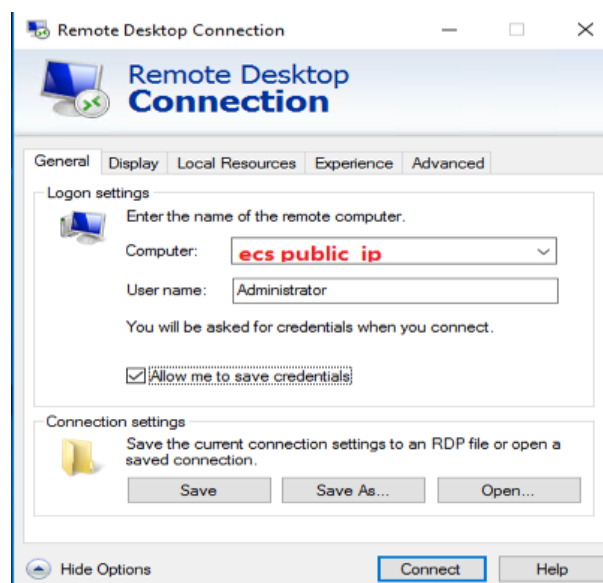 Remote Desktop Connection
Remote Desktop
Connection
General Display Local Resources Experience Advanced
Logon settings
Enter the name of the remote computer.
Computer: ecs public ip
User name: Administrator
You will be asked for credentials when you connect.
Allow me to save credentials
Connection settings
Save the current connection settings to an RDP file or open a
saved connection.
Save Save As... Open...
Hide Options Connect Help